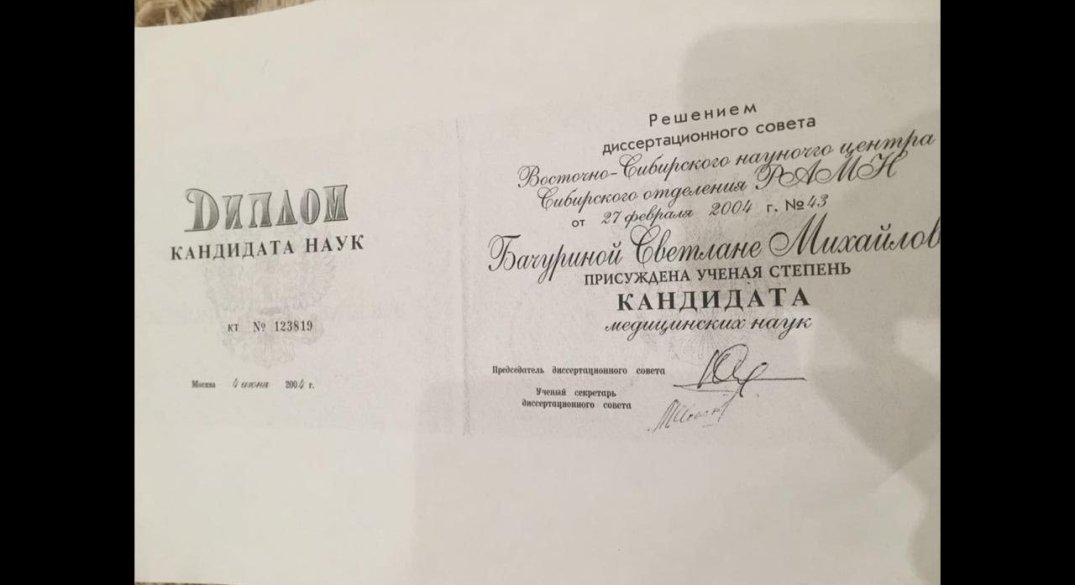 Диплом
КАНДИДАТА НАУК
КТ № 123819
Москва 4 июня 2004 г.
Решением
диссертационного совета
Восточно-Сибирского научного центра
Сибирского отделения РАМН
от 27 февраля 2004 г. №43
Бачуриной Светлане Михайлов
ПРИСУЖДЕНА УЧЕНАЯ СТЕПЕНЬ
КАНДИДАТА
медицинских наук
Председатель диссертационного совета
Ученый секретарь
диссертационного совета